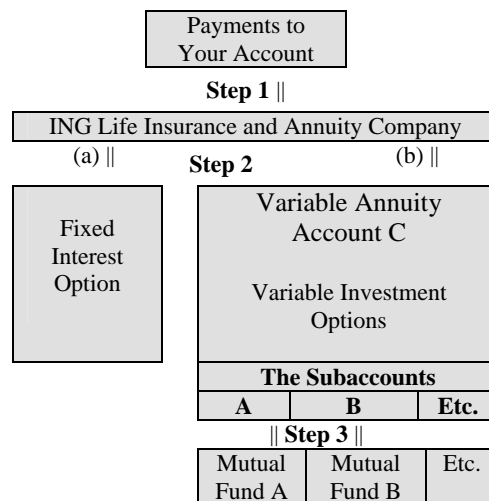 Payments to
Your Account
Step 1 ||
ING Life Insurance and Annuity Company
(a) ||
Step 2
(b) ||
Fixed
Interest
Option
Variable Annuity
Account C
Variable Investment
Options
The Subaccounts
A B Etc.
|| Step 3 ||
Mutual
Fund A
Mutual
Fund B
Etc.